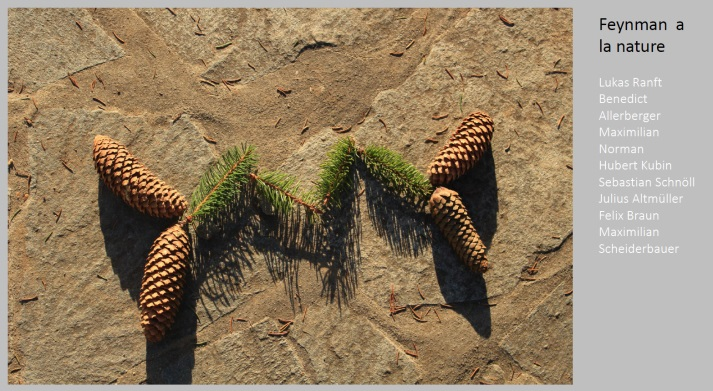 Feynman a
la nature
Lukas Ranft
Benedict
Allerberger
Maximilian
Norman
Hubert Kubin
Sebastian Schnöll
Julius Altmüller
Felix Braun
Maximilian
Scheiderbauer